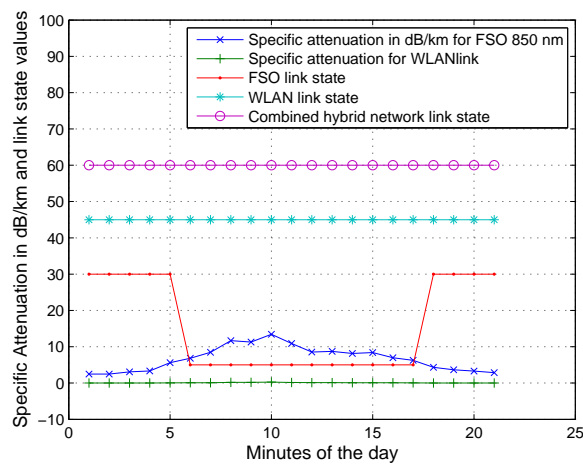 100
90
80
70
60
50
40
30
20
10
0
−10
0
5
10
15
20
25
Specific Attenuation in dB/km and link state values
Minutes of the day
Specific attenuation in dB/km for FSO 850 nm
Specific attenuation for WLANlink
FSO link state
WLAN link state
Combined hybrid network link state